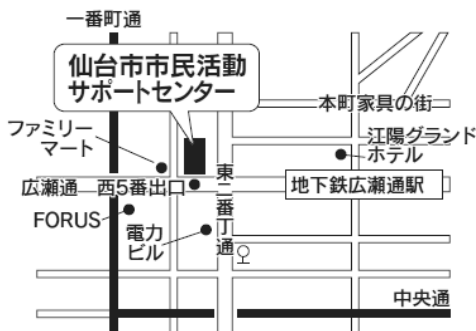 一番町通
仙台市市民活動
サポートセンター
本町家具の街
ファミリー
マート
江陽グランド
ホテル
広瀬通
西5番出口
東二番丁通
地下鉄広瀬通駅
FORUS
電力
ビル
中央通